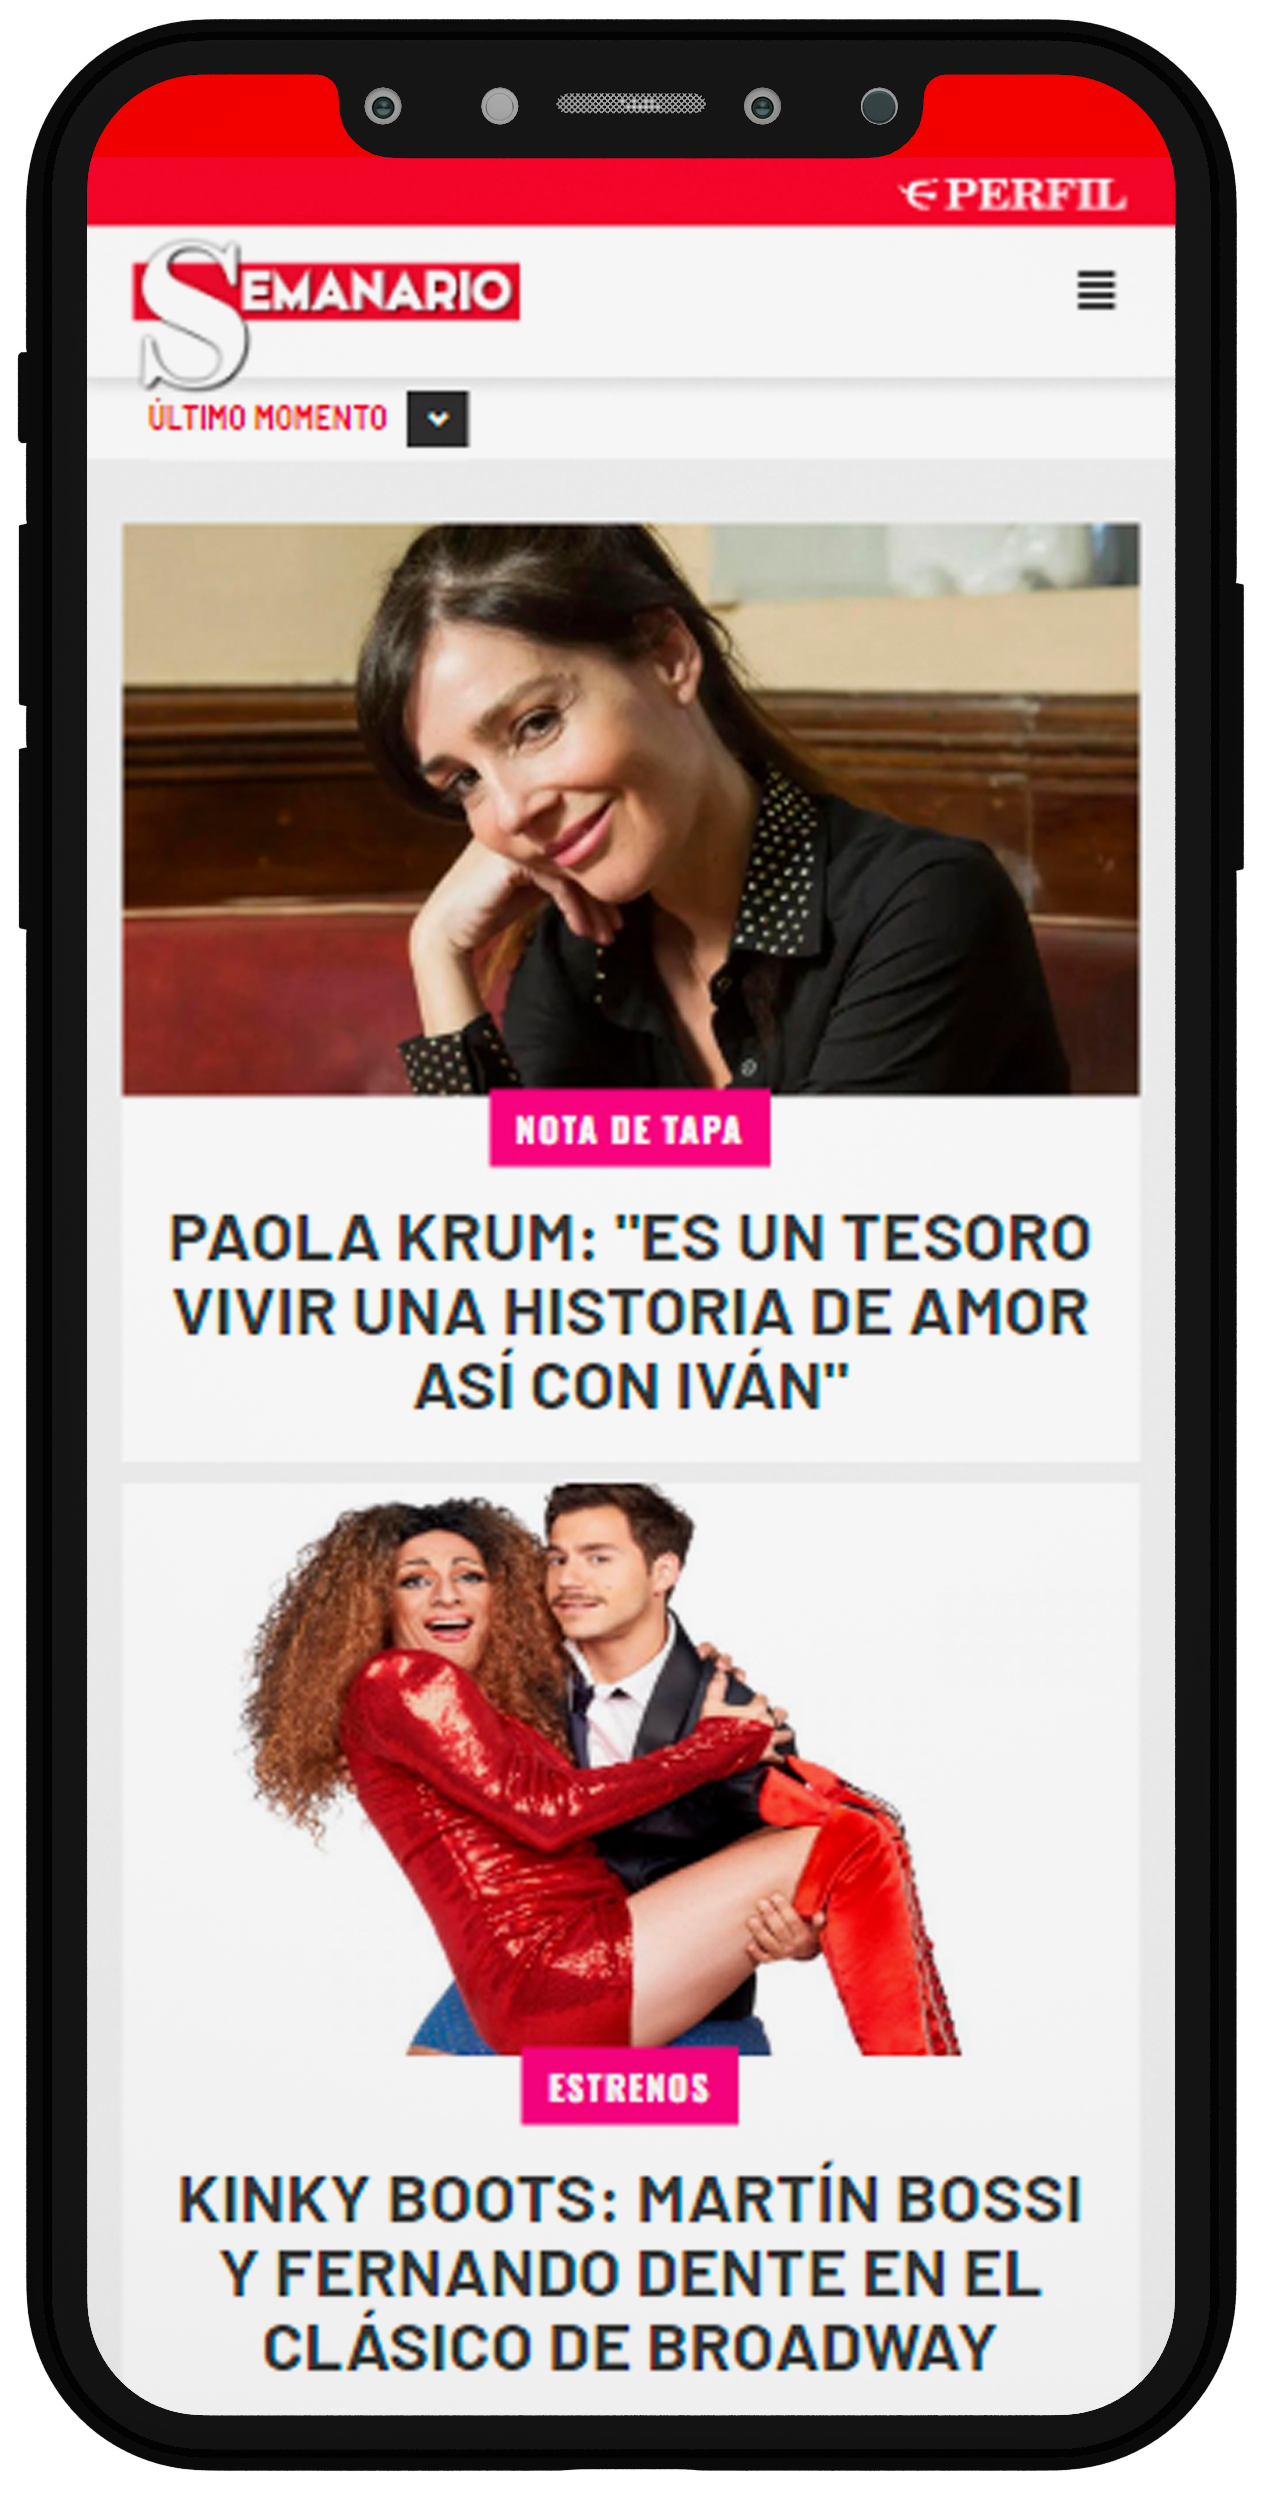 PERFIL
SEMANARIO
ÚLTIMO MOMENTO
NOTA DE TAPA
PAOLA KRUM: "ES UN TESORO
VIVIR UNA HISTORIA DE AMOR
ASÍ CON IVÁN"
ESTRENOS
KINKY BOOTS: MARTÍN BOSSI
Y FERNANDO DENTE EN EL
CLÁSICO DE BROADWAY